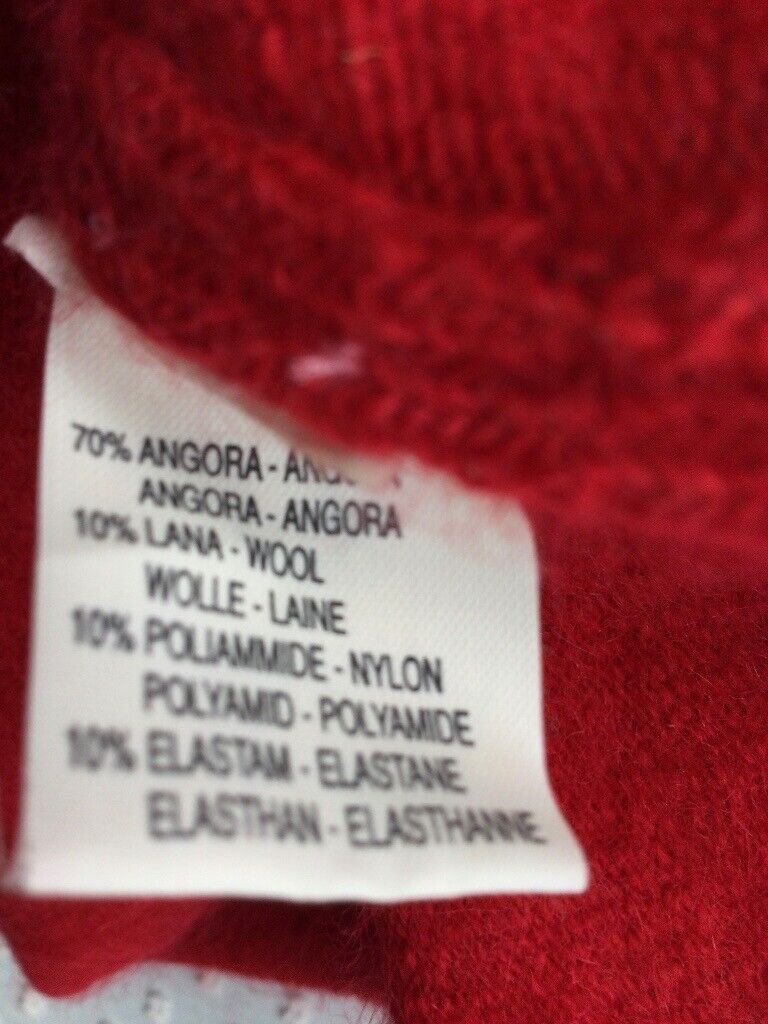 70% ANGORA -
ANGORA - ANGORA
10% LANA - WOOL
WOLLE - LAINE
10% POLIAMMIDE - NYLON
POLYAMID - POLYAMIDE
10% ELASTAM - ELASTANE
ELASTHAN - ELASTHANNE